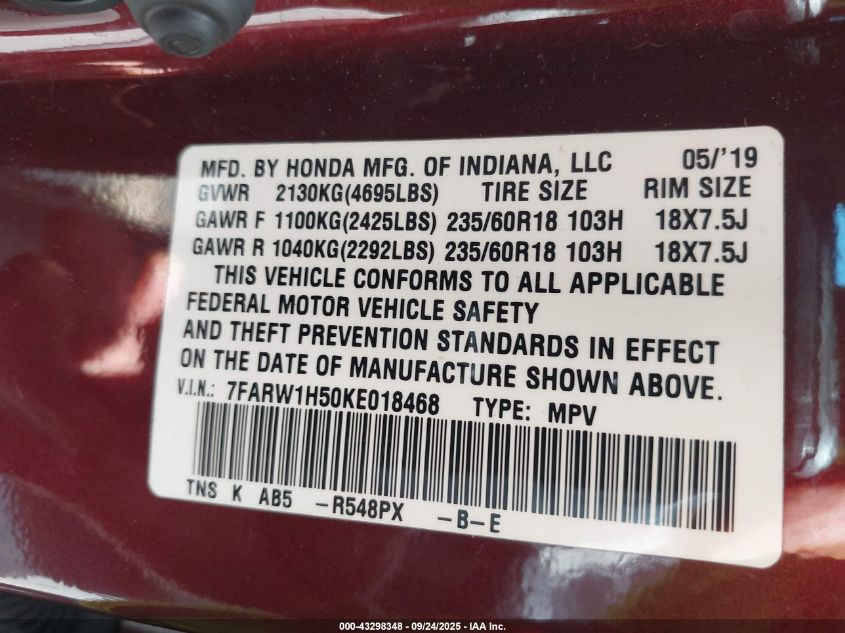 MFD. BY HONDA MFG. OF INDIANA, LLC 05/'19
GVWR 2130KG(4695LBS) TIRE SIZE RIM SIZE
GAWR F 1100KG(2425LBS) 235/60R18 103H 18X7.5J
GAWR R 1040KG(2292LBS) 235/60R18 103H 18X7.5J
THIS VEHICLE CONFORMS TO ALL APPLICABLE
FEDERAL MOTOR VEHICLE SAFETY
AND THEFT PREVENTION STANDARDS IN EFFECT
ON THE DATE OF MANUFACTURE SHOWN ABOVE.
V.I.N.: 7FARW1H50KE018468 TYPE: MPV
TNS K AB5 -R548PX -B-E
000-43298348 - 09/24/2025 - IAA Inc.